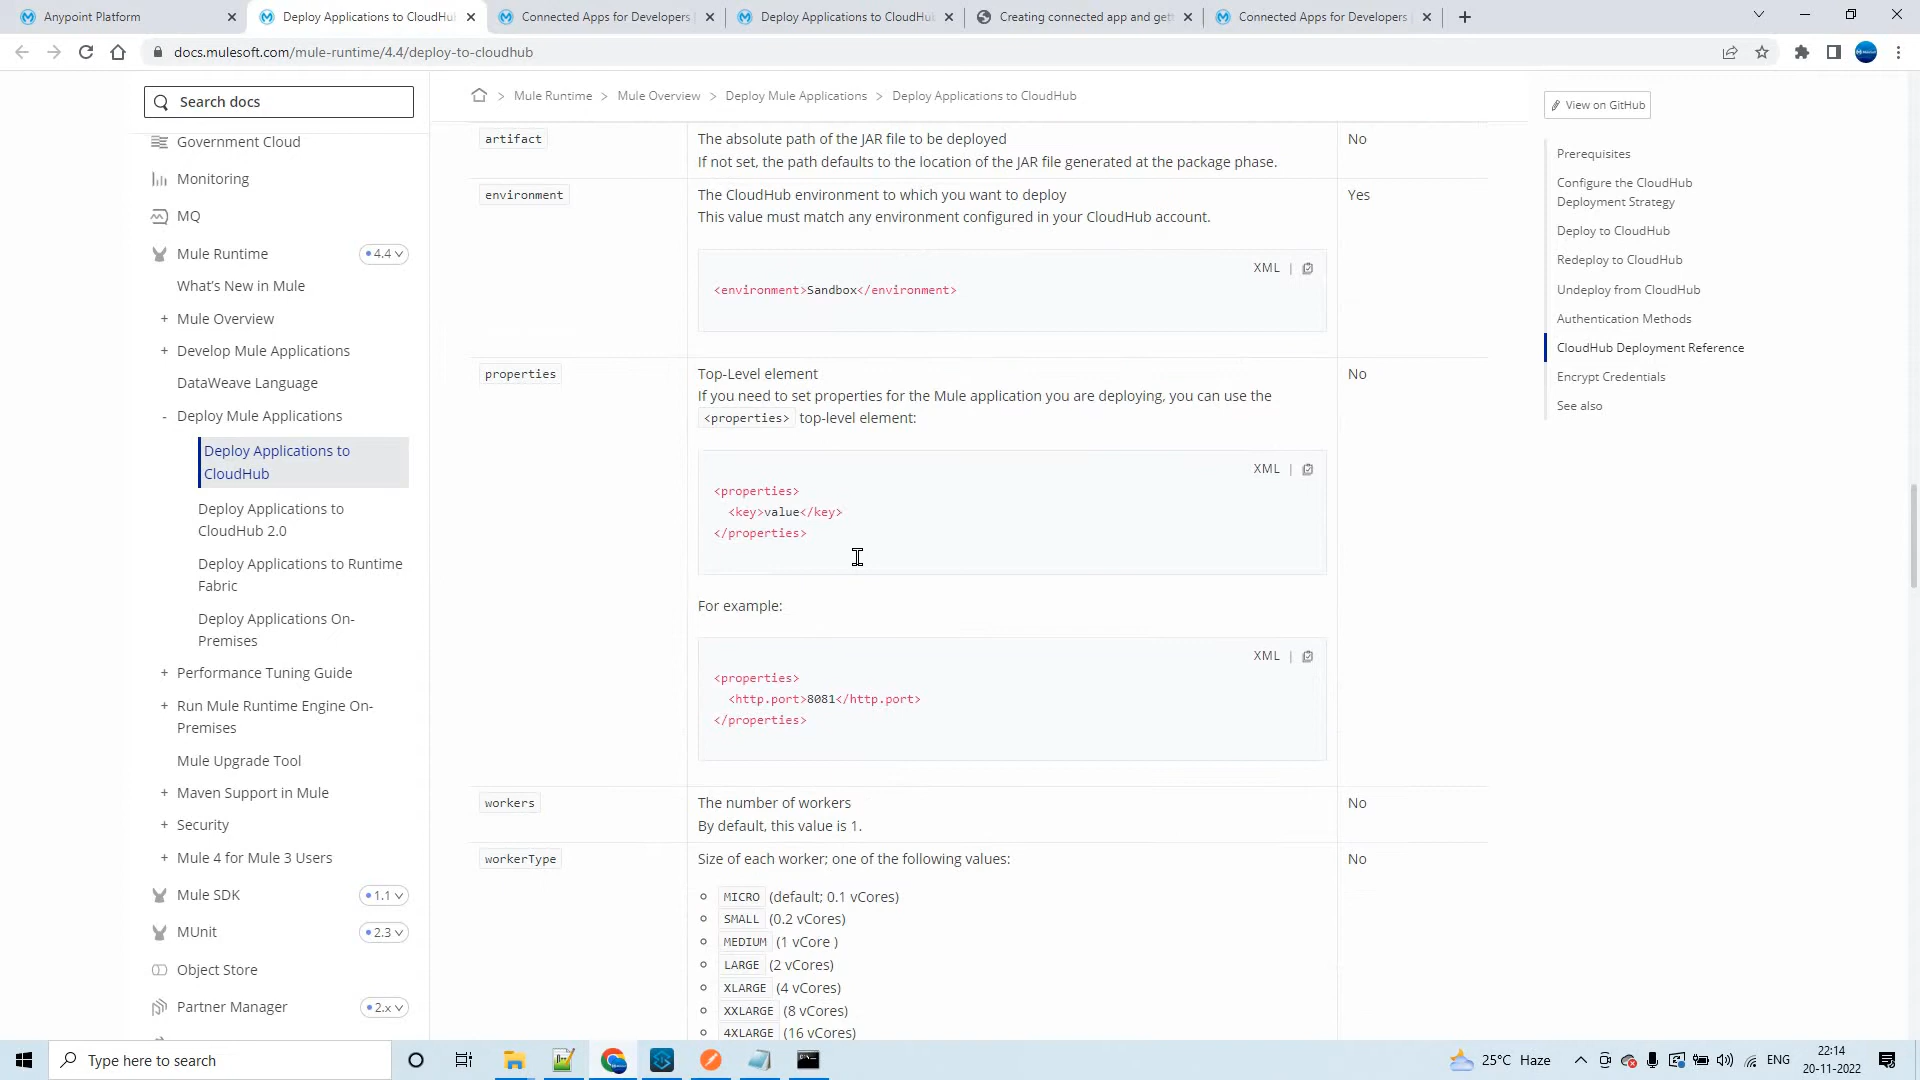 Anypoint Platform
Deploy Applications to CloudHu
Connected Apps for Developers
Deploy Applications to CloudHu
Creating connected app and gett
Connected Apps for Developers
docs.mulesoft.com/mule-runtime/4.4/deploy-to-cloudhub
Search docs
Mule Runtime > Mule Overview > Deploy Mule Applications > Deploy Applications to CloudHub
View on GitHub
Government Cloud
Monitoring
MQ
Mule Runtime 4.4
What's New in Mule
+ Mule Overview
+ Develop Mule Applications
DataWeave Language
- Deploy Mule Applications
Deploy Applications to
CloudHub
Deploy Applications to
CloudHub 2.0
Deploy Applications to Runtime
Fabric
Deploy Applications On-
Premises
+ Performance Tuning Guide
+ Run Mule Runtime Engine On-
Premises
Mule Upgrade Tool
+ Maven Support in Mule
+ Security
+ Mule 4 for Mule 3 Users
Mule SDK 1.1
MUnit 2.3
Object Store
Partner Manager 2.x
artifact
The absolute path of the JAR file to be deployed
If not set, the path defaults to the location of the JAR file generated at the package phase.
No
environment
The CloudHub environment to which you want to deploy
This value must match any environment configured in your CloudHub account.
Yes
XML |
<environment>Sandbox</environment>
properties
Top-Level element
If you need to set properties for the Mule application you are deploying, you can use the
<properties> top-level element:
No
XML |
<properties>
<key>value</key>
</properties>
For example:
XML |
<properties>
<http.port>8081</http.port>
</properties>
workers
The number of workers
By default, this value is 1.
No
workerType
Size of each worker; one of the following values:
No
MICRO (default; 0.1 vCores)
SMALL (0.2 vCores)
MEDIUM (1 vCore )
LARGE (2 vCores)
XLARGE (4 vCores)
XXLARGE (8 vCores)
4XLARGE (16 vCores)
Prerequisites
Configure the CloudHub
Deployment Strategy
Deploy to CloudHub
Redeploy to CloudHub
Undeploy from CloudHub
Authentication Methods
CloudHub Deployment Reference
Encrypt Credentials
See also
Type here to search
25°C Haze
ENG
22:14
20-11-2022